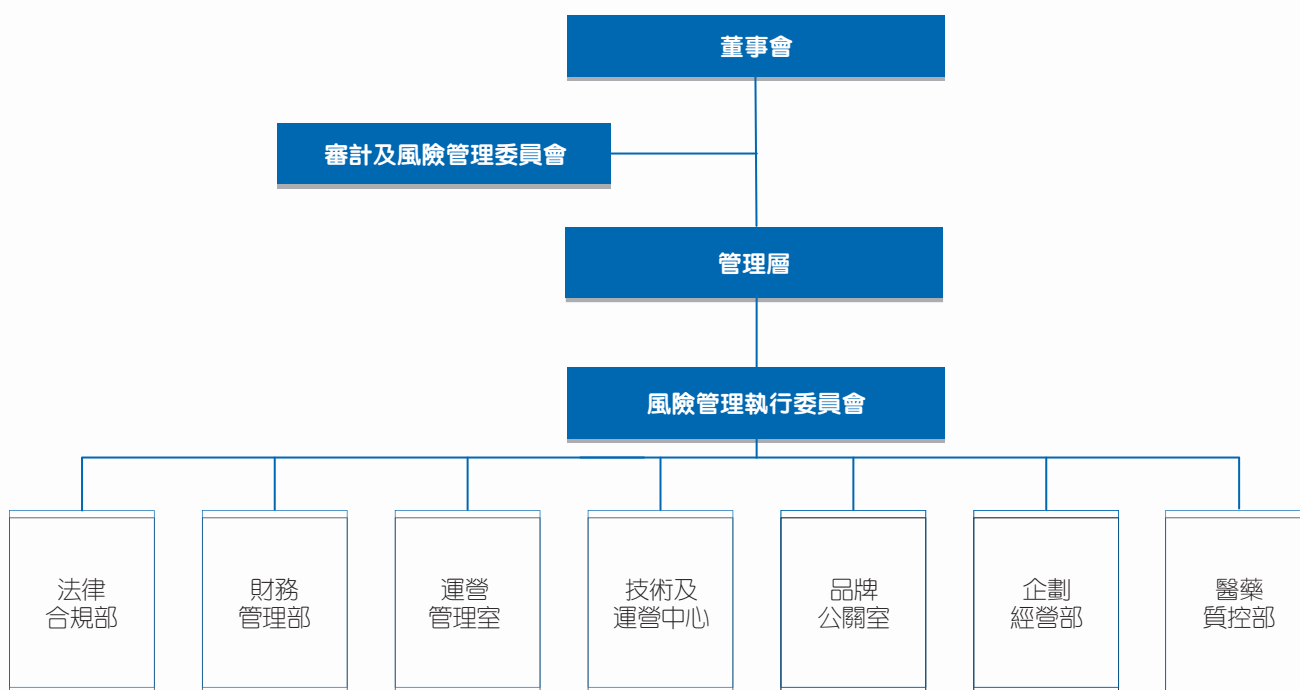 董事會
審計及風險管理委員會
管理層
風險管理執行委員會
法律
合規部
財務
管理部
運營
管理室
技術及
運營中心
品牌
公關室
企劃
經營部
醫藥
質控部